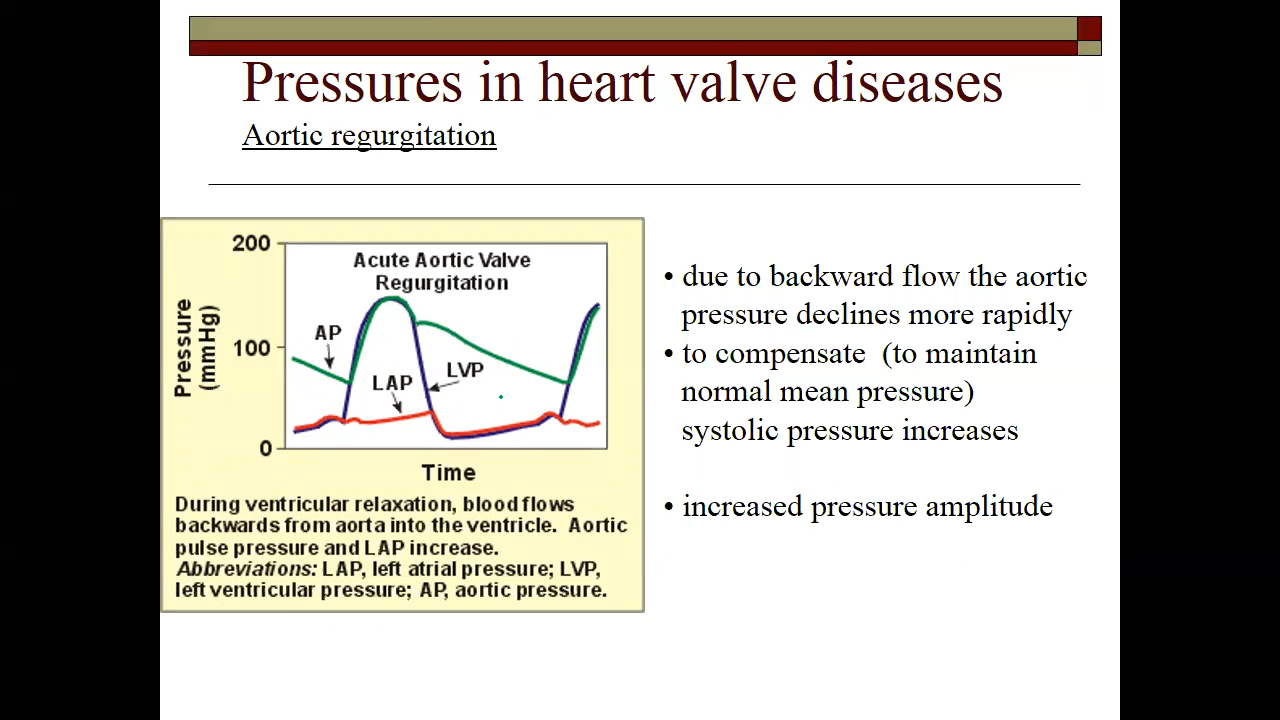 Pressures in heart valve diseases
Aortic regurgitation
200
100
0
Pressure
(mmHg)
Acute Aortic Valve
Regurgitation
AP
LAP
LVP
Time
During ventricular relaxation, blood flows
backwards from aorta into the ventricle. Aortic
pulse pressure and LAP increase.
Abbreviations: LAP, left atrial pressure; LVP,
left ventricular pressure; AP, aortic pressure.
• due to backward flow the aortic
pressure declines more rapidly
• to compensate (to maintain
normal mean pressure)
systolic pressure increases
• increased pressure amplitude